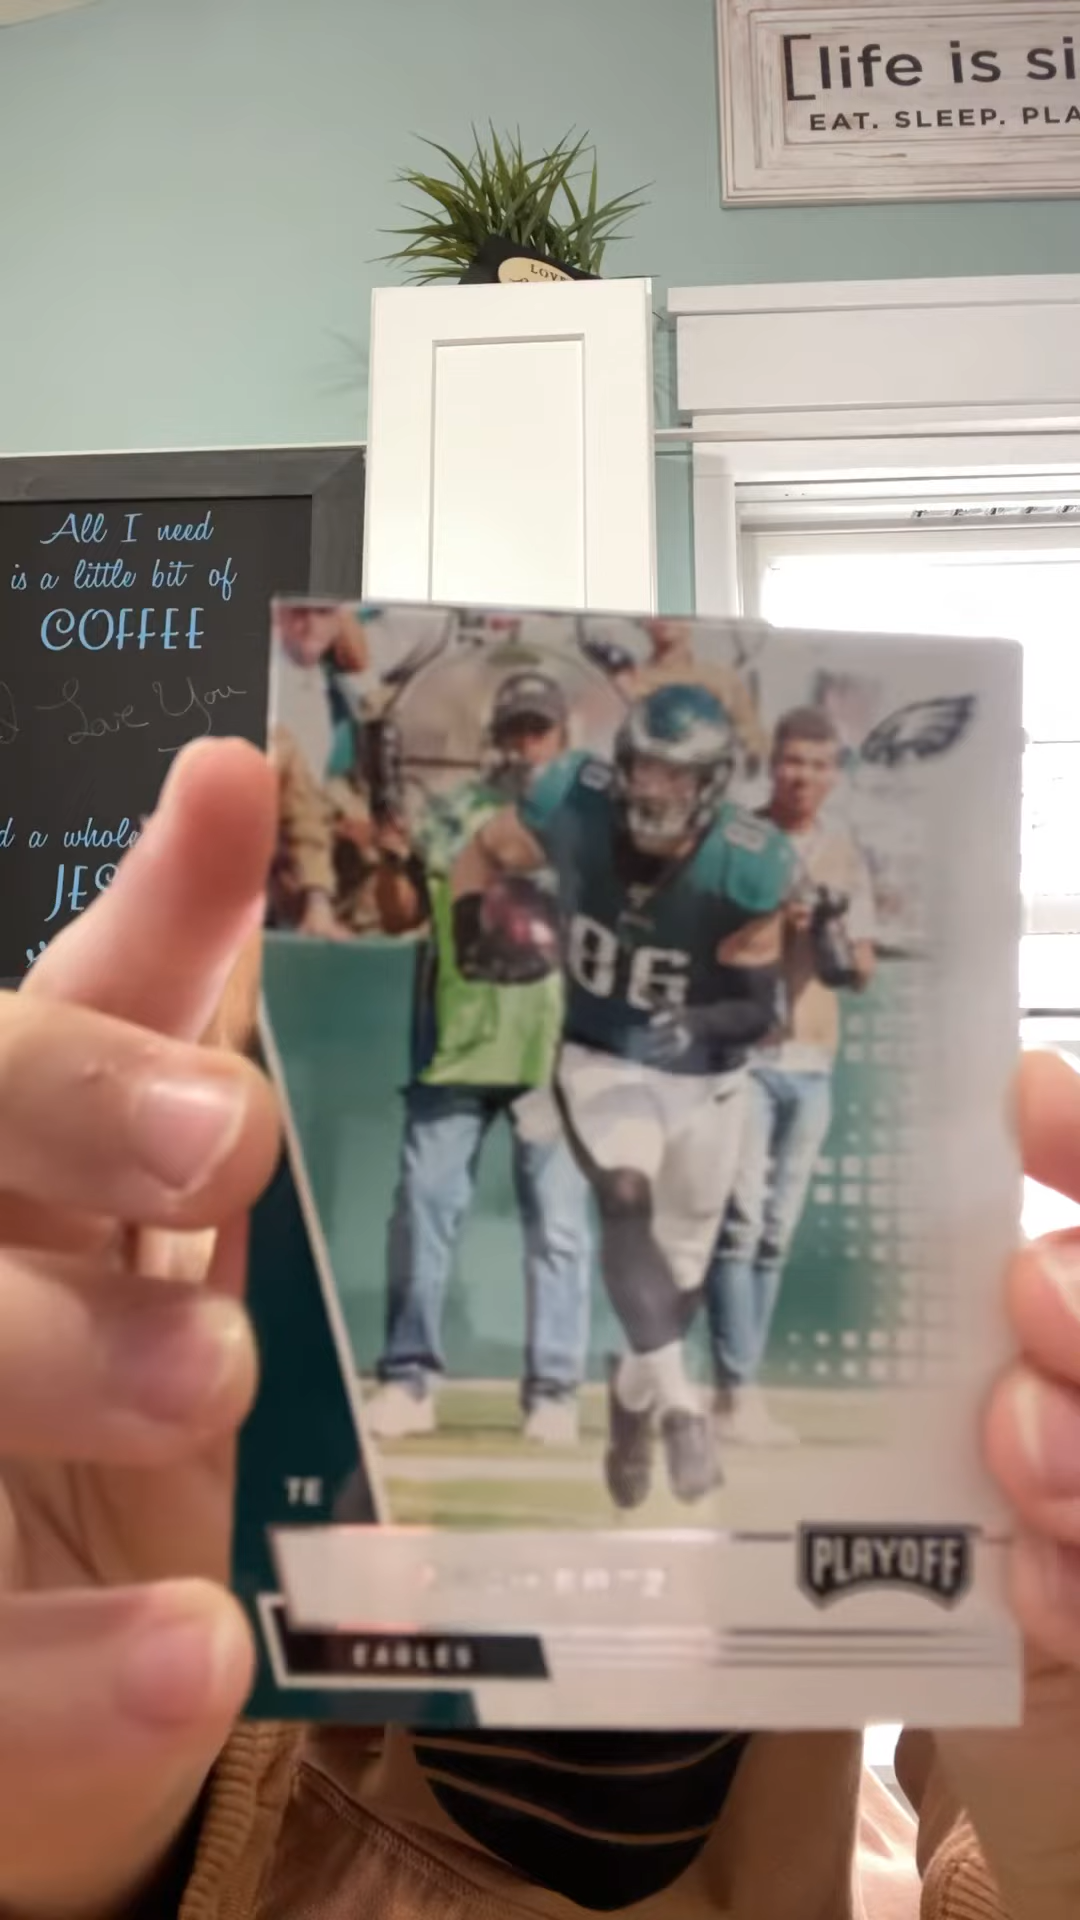 [life is si
EAT. SLEEP. PLA
LOVE
All I need
is a little bit of
COFFEE
Love You
d a whole
JES
86
TE
PLAYOFF
EAGLES